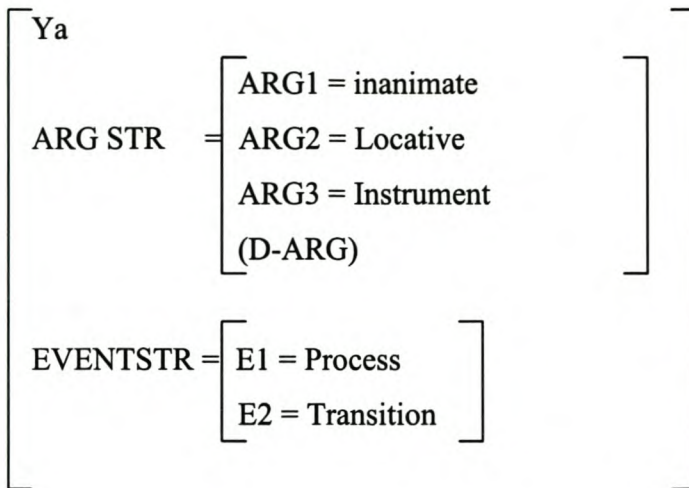 Ya
ARG1 = inanimate
ARG STR = ARG2 = Locative
ARG3 = Instrument
(D-ARG)
EVENTSTR = E1 = Process
E2 = Transition